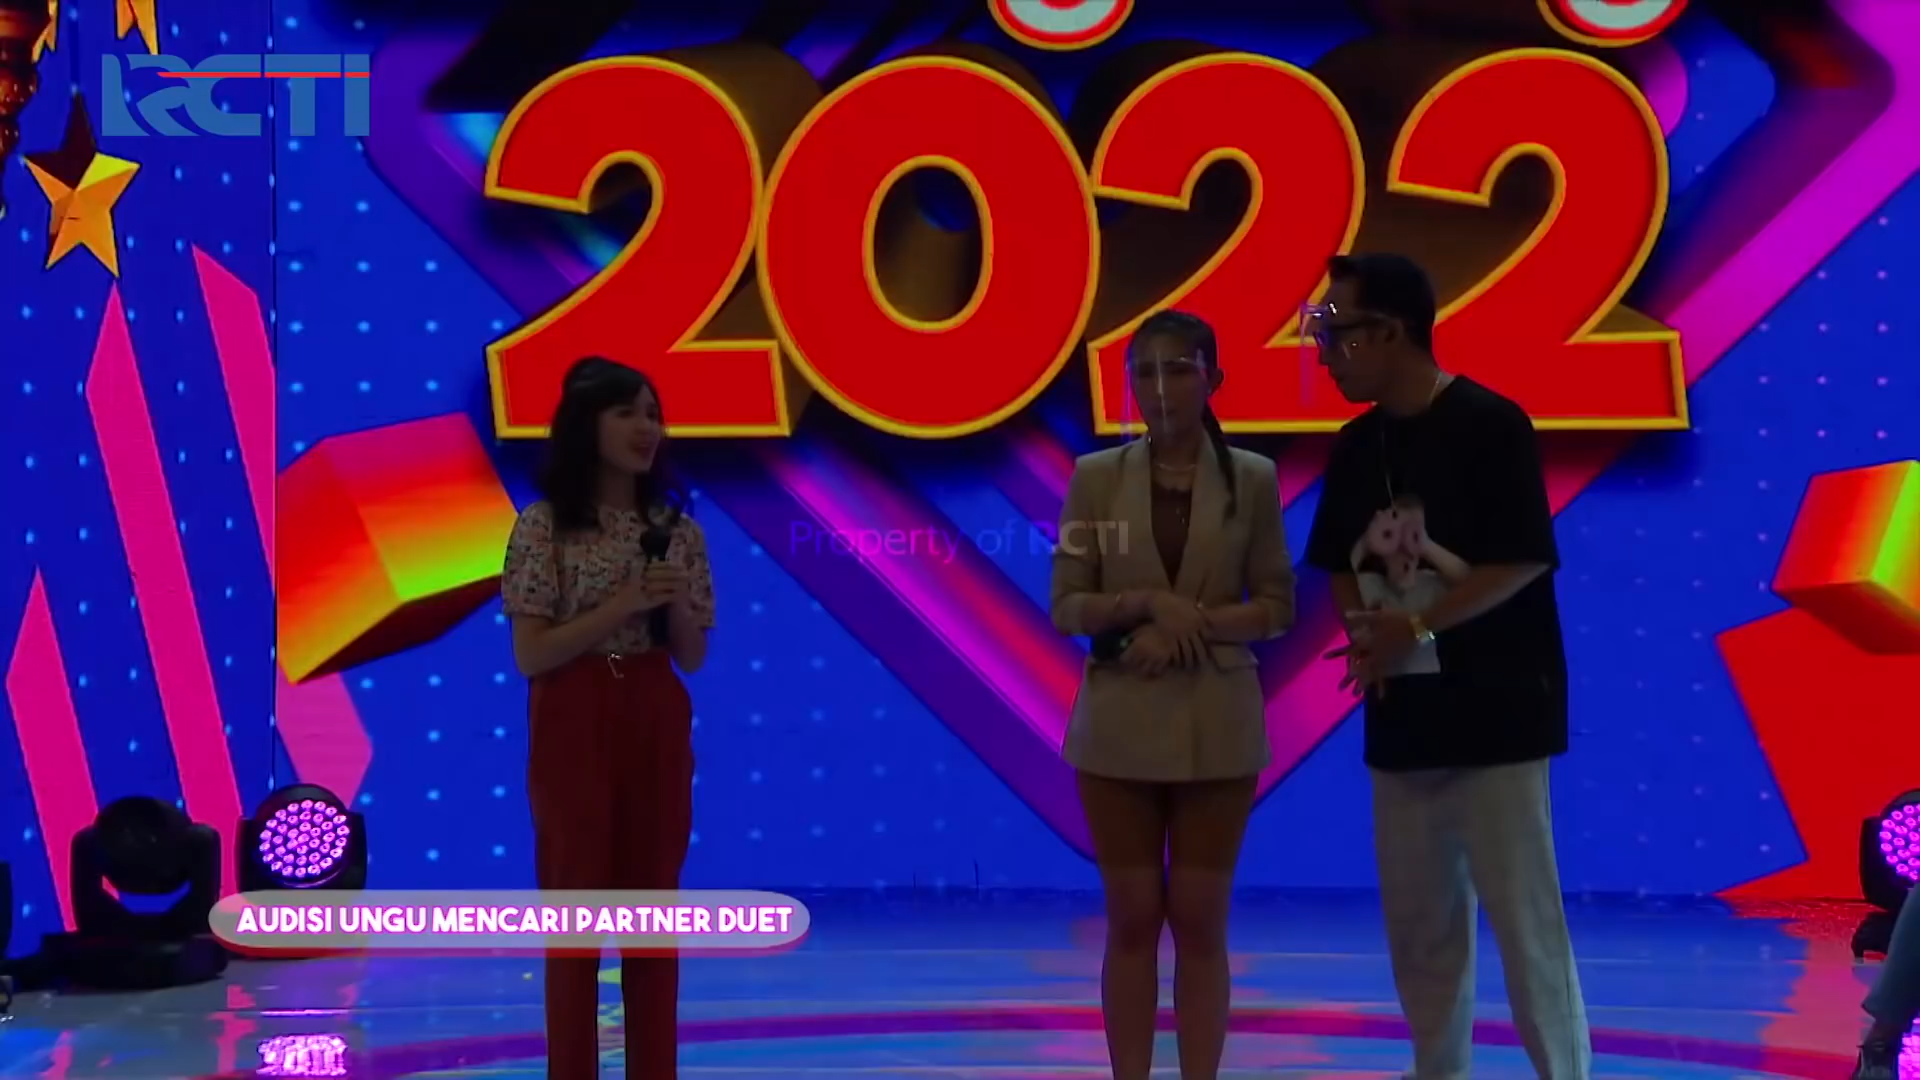 RCTI
2022
Property of RCTI
AUDISI UNGU MENCARI PARTNER DUET